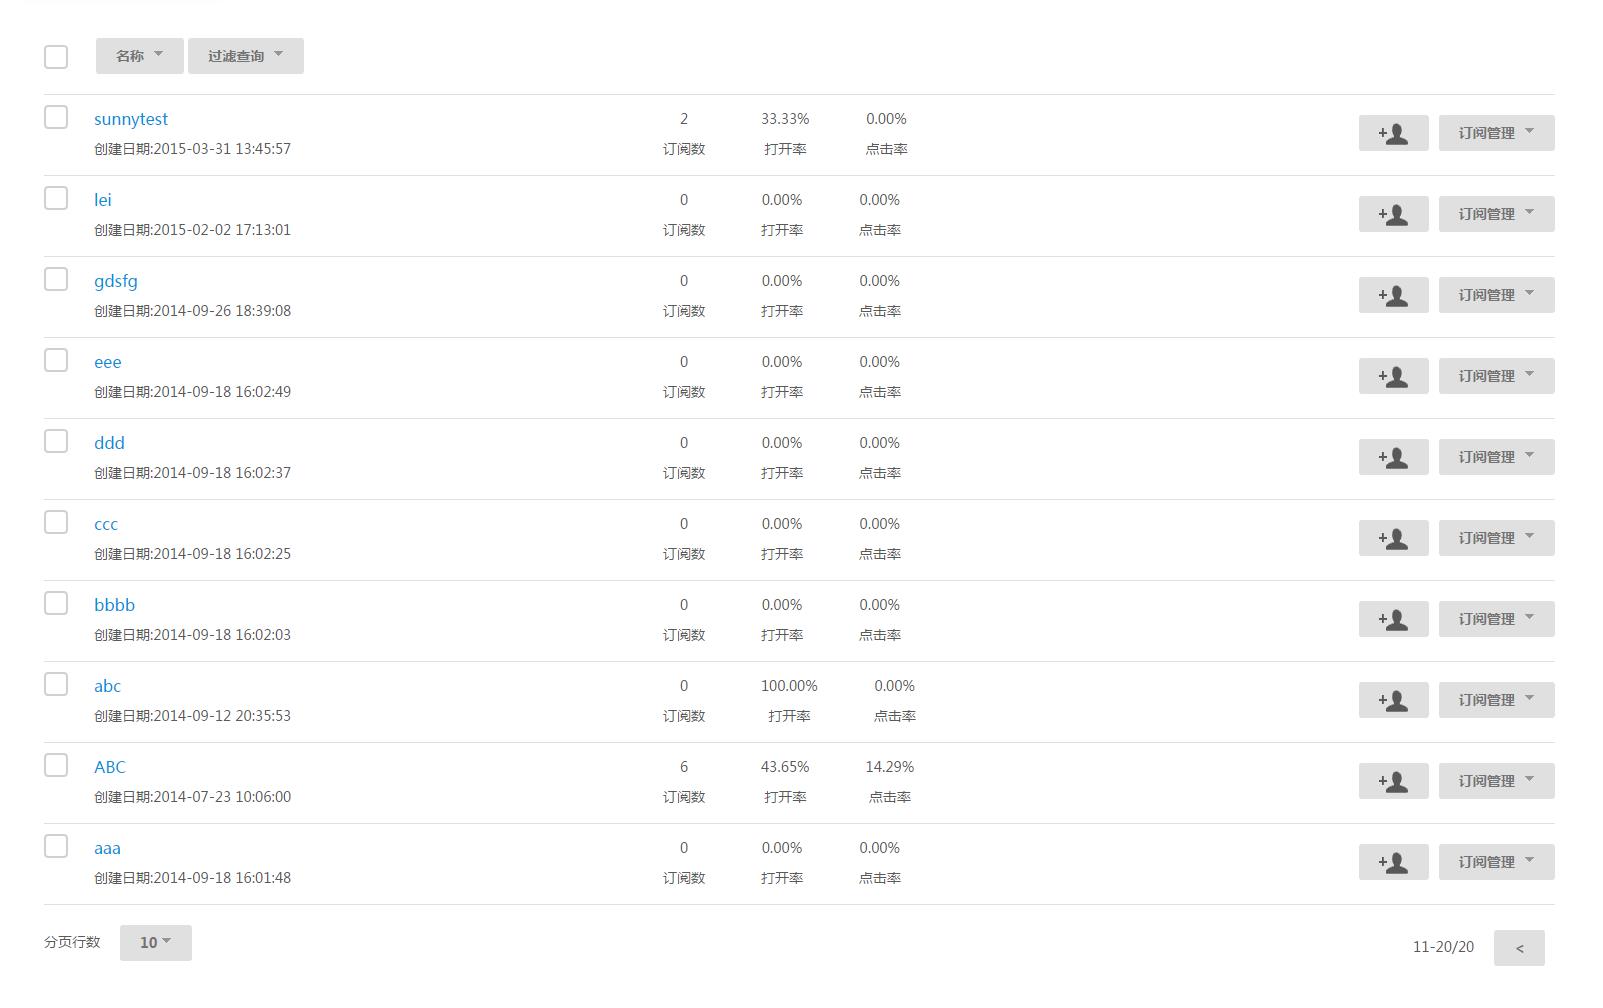 名称 过滤查询
sunnytest 2 33.33% 0.00%
创建日期:2015-03-31 13:45:57 订阅数 打开率 点击率 + 订阅管理
lei 0 0.00% 0.00%
创建日期:2015-02-02 17:13:01 订阅数 打开率 点击率 + 订阅管理
gdsfg 0 0.00% 0.00%
创建日期:2014-09-26 18:39:08 订阅数 打开率 点击率 + 订阅管理
eee 0 0.00% 0.00%
创建日期:2014-09-18 16:02:49 订阅数 打开率 点击率 + 订阅管理
ddd 0 0.00% 0.00%
创建日期:2014-09-18 16:02:37 订阅数 打开率 点击率 + 订阅管理
ccc 0 0.00% 0.00%
创建日期:2014-09-18 16:02:25 订阅数 打开率 点击率 + 订阅管理
bbbb 0 0.00% 0.00%
创建日期:2014-09-18 16:02:03 订阅数 打开率 点击率 + 订阅管理
abc 0 100.00% 0.00%
创建日期:2014-09-12 20:35:53 订阅数 打开率 点击率 + 订阅管理
ABC 6 43.65% 14.29%
创建日期:2014-07-23 10:06:00 订阅数 打开率 点击率 + 订阅管理
aaa 0 0.00% 0.00%
创建日期:2014-09-18 16:01:48 订阅数 打开率 点击率 + 订阅管理
分页行数 10 11-20/20 <